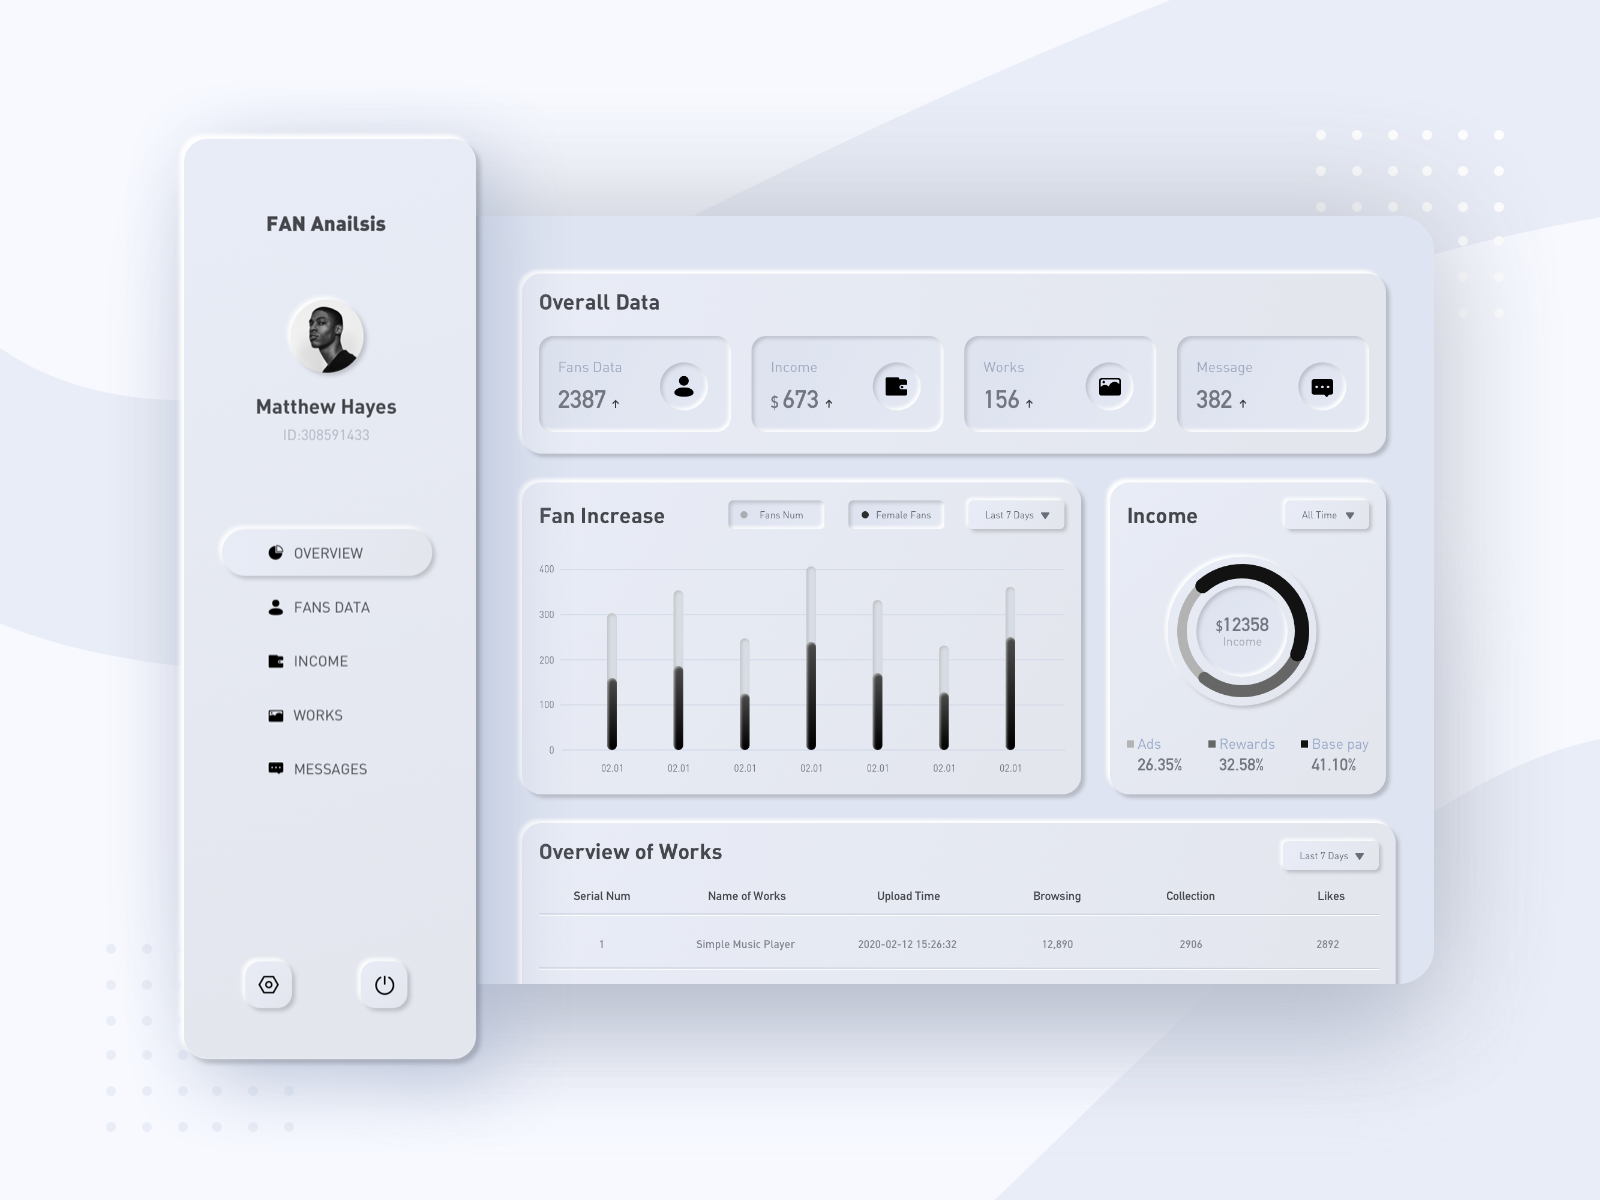 FAN Anailsis
Matthew Hayes
ID:308591433
OVERVIEW
FANS DATA
INCOME
WORKS
MESSAGES
Overall Data
Fans Data
2387
Income
$ 673
Works
156
Message
382
Fan Increase
Fans Num
Female Fans
Last 7 Days
400
300
200
100
0
02.01 02.01 02.01 02.01 02.01 02.01 02.01
Income
All Time
$12358
Income
Ads Rewards Base pay
26.35% 32.58% 41.10%
Overview of Works
Last 7 Days
Serial Num Name of Works Upload Time Browsing Collection Likes
1 Simple Music Player 2020-02-12 15:26:32 12,890 2906 2892